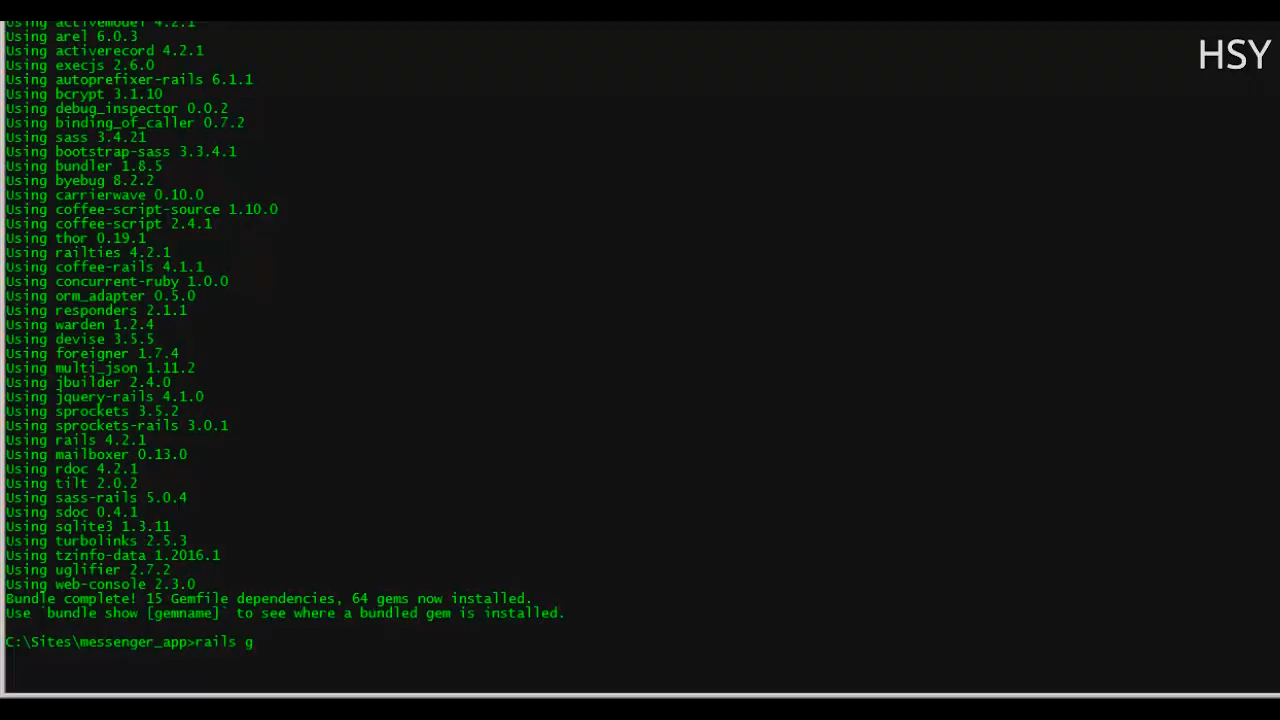 Using activemodel 4.2.1
Using arel 6.0.3
Using activerecord 4.2.1
Using execjs 2.6.0
Using autoprefixer-rails 6.1.1
Using bcrypt 3.1.10
Using debug_inspector 0.0.2
Using binding_of_caller 0.7.2
Using sass 3.4.21
Using bootstrap-sass 3.3.4.1
Using bundler 1.8.5
Using byebug 8.2.2
Using carrierwave 0.10.0
Using coffee-script-source 1.10.0
Using coffee-script 2.4.1
Using thor 0.19.1
Using railties 4.2.1
Using coffee-rails 4.1.1
Using concurrent-ruby 1.0.0
Using orm_adapter 0.5.0
Using responders 2.1.1
Using warden 1.2.4
Using devise 3.5.5
Using foreigner 1.7.4
Using multi_json 1.11.2
Using jbuilder 2.4.0
Using jquery-rails 4.1.0
Using sprockets 3.5.2
Using sprockets-rails 3.0.1
Using rails 4.2.1
Using mailboxer 0.13.0
Using rdoc 4.2.1
Using tilt 2.0.2
Using sass-rails 5.0.4
Using sdoc 0.4.1
Using sqlite3 1.3.11
Using turbolinks 2.5.3
Using tzinfo-data 1.2016.1
Using uglifier 2.7.2
Using web-console 2.3.0
Bundle complete! 15 Gemfile dependencies, 64 gems now installed.
Use `bundle show [gemname]` to see where a bundled gem is installed.
C:\Sites\messenger_app>rails g
HSY